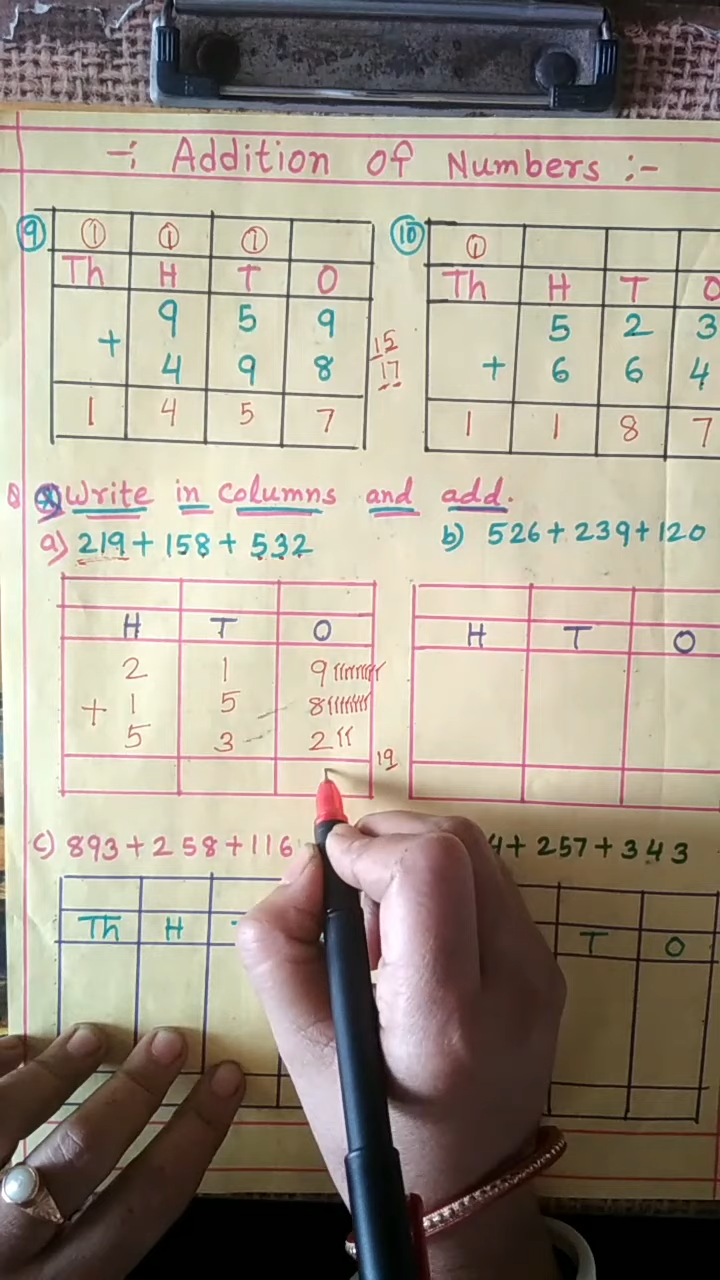 -: Addition of Numbers :-
9 10
1 1 1
1
Th H T O
Th H T O
9 5 9
5 2 3
+ 4 9 8
+ 6 6 4
15
17
1 4 5 7
1 1 8 7
Write in columns and add.
a) 219+158+532
b) 526+239+120
H T O
H T O
2 1 9
+ 1 5 8
5 3 2
19
c) 893+258+116
4+257+343
Th H
T O